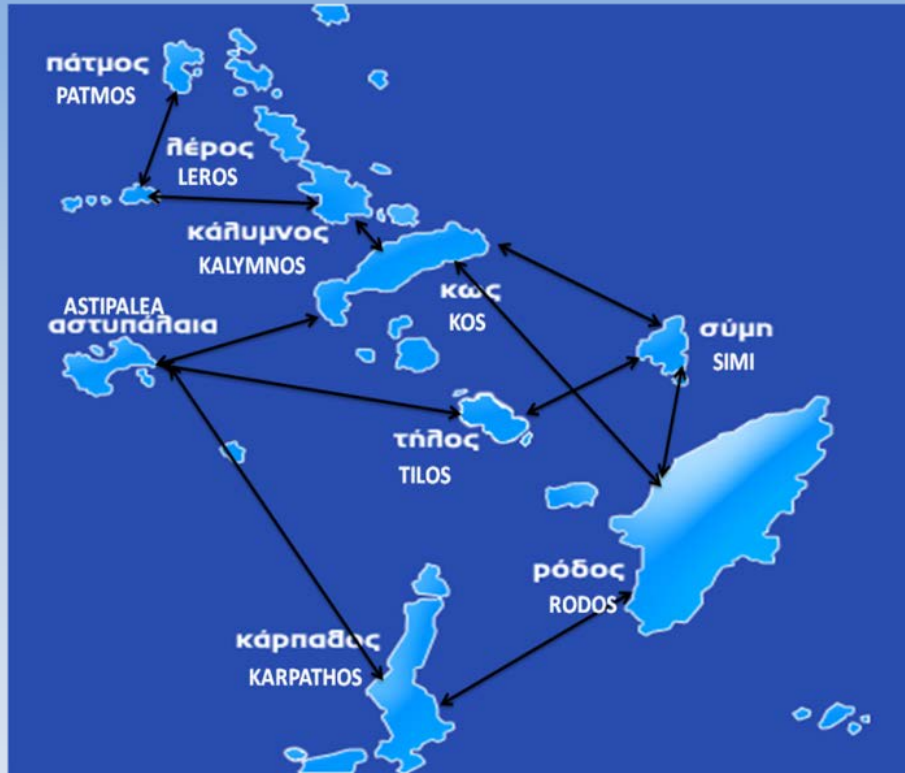 πάτμος
PATMOS
λέρος
LEROS
κάλυμνος
KALYMNOS
κως
KOS
ASTIPALEA
αστυπάλαια
σύμη
SIMI
τήλος
TILOS
ρόδος
RODOS
κάρπαθος
KARPATHOS